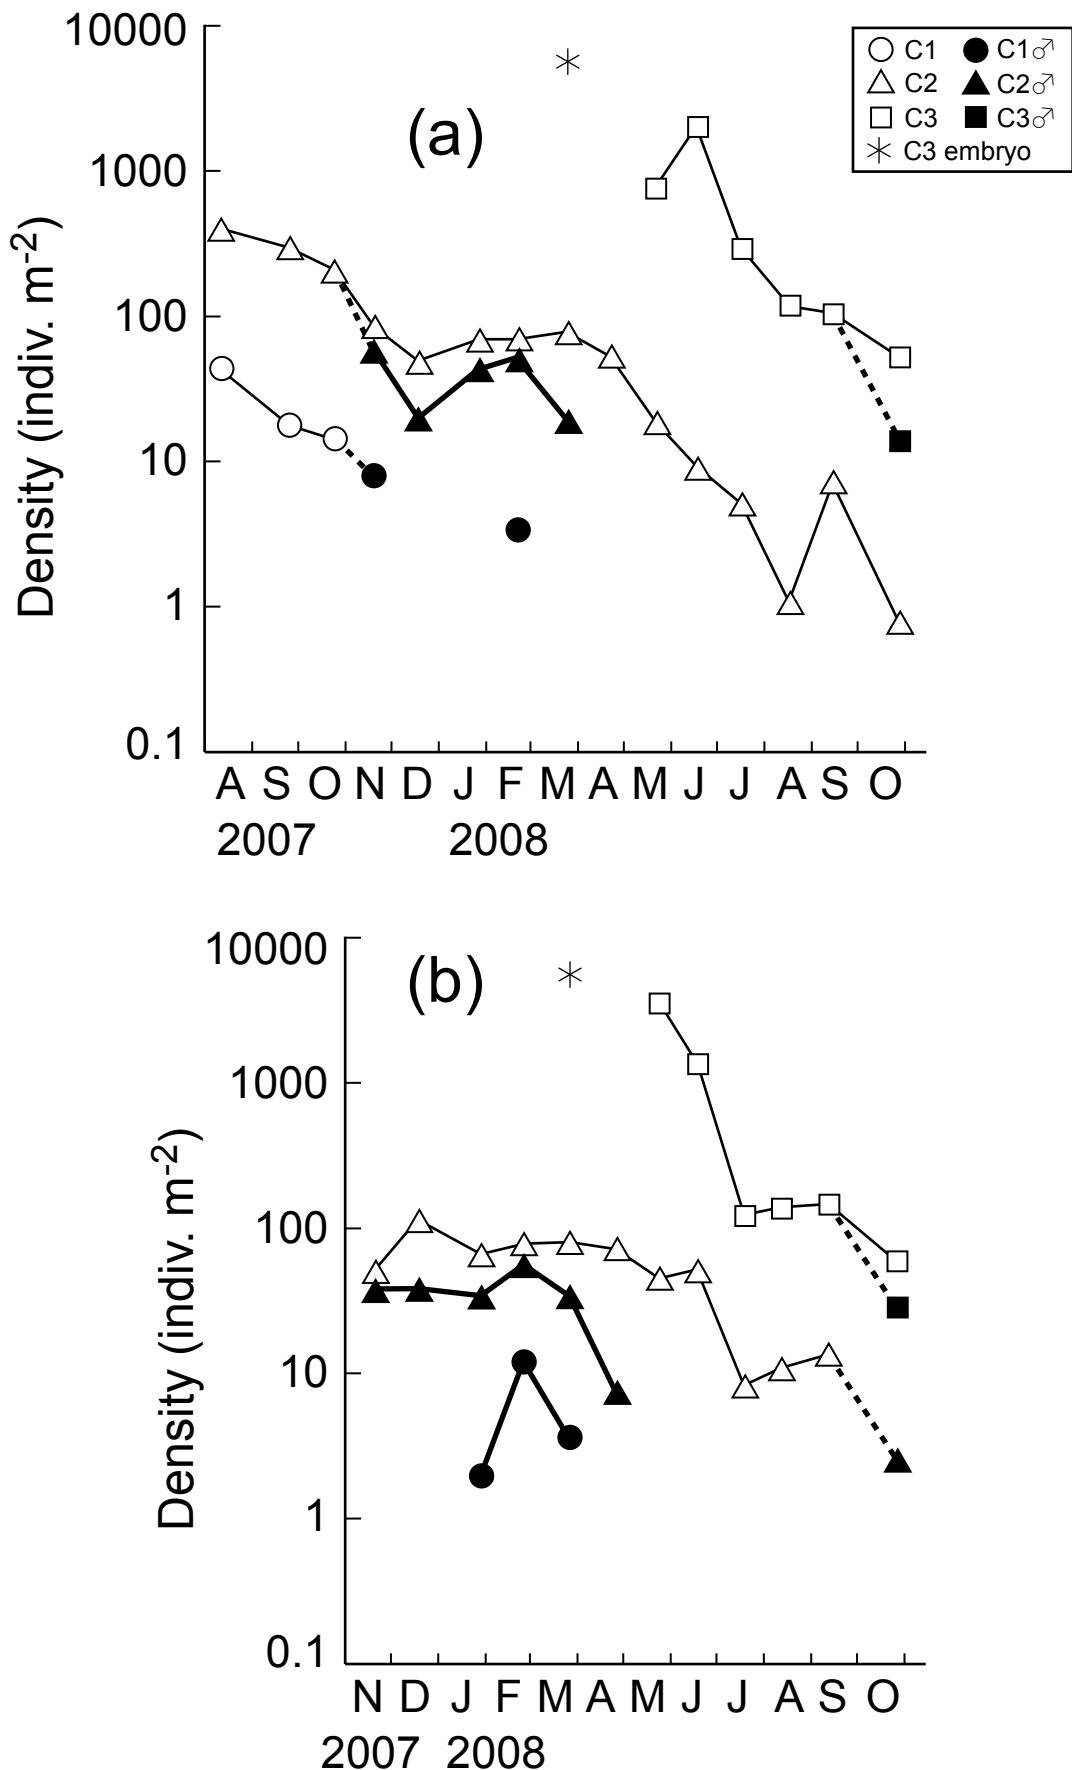 10000
1000
100
10
1
0.1
Density (indiv. m-2)
(a)
C1 C1♂
C2 C2♂
C3 C3♂
C3 embryo
A S O N D J F M A M J J A S O
2007 2008
10000
1000
100
10
1
0.1
Density (indiv. m-2)
(b)
N D J F M A M J J A S O
2007 2008